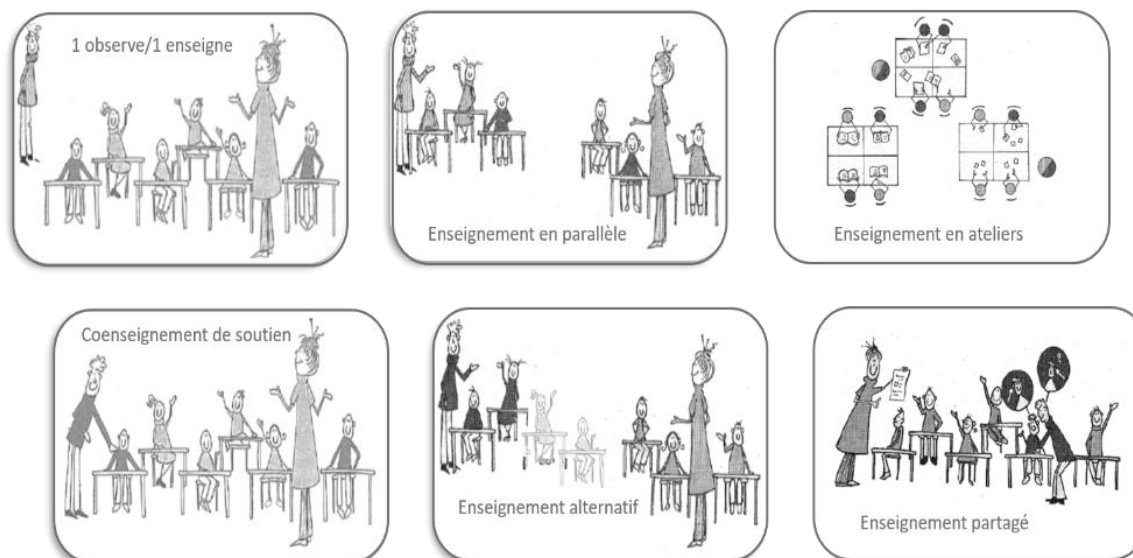 1 observe/1 enseigne
Enseignement en parallèle
Enseignement en ateliers
Coenseignement de soutien
Enseignement alternatif
Enseignement partagé